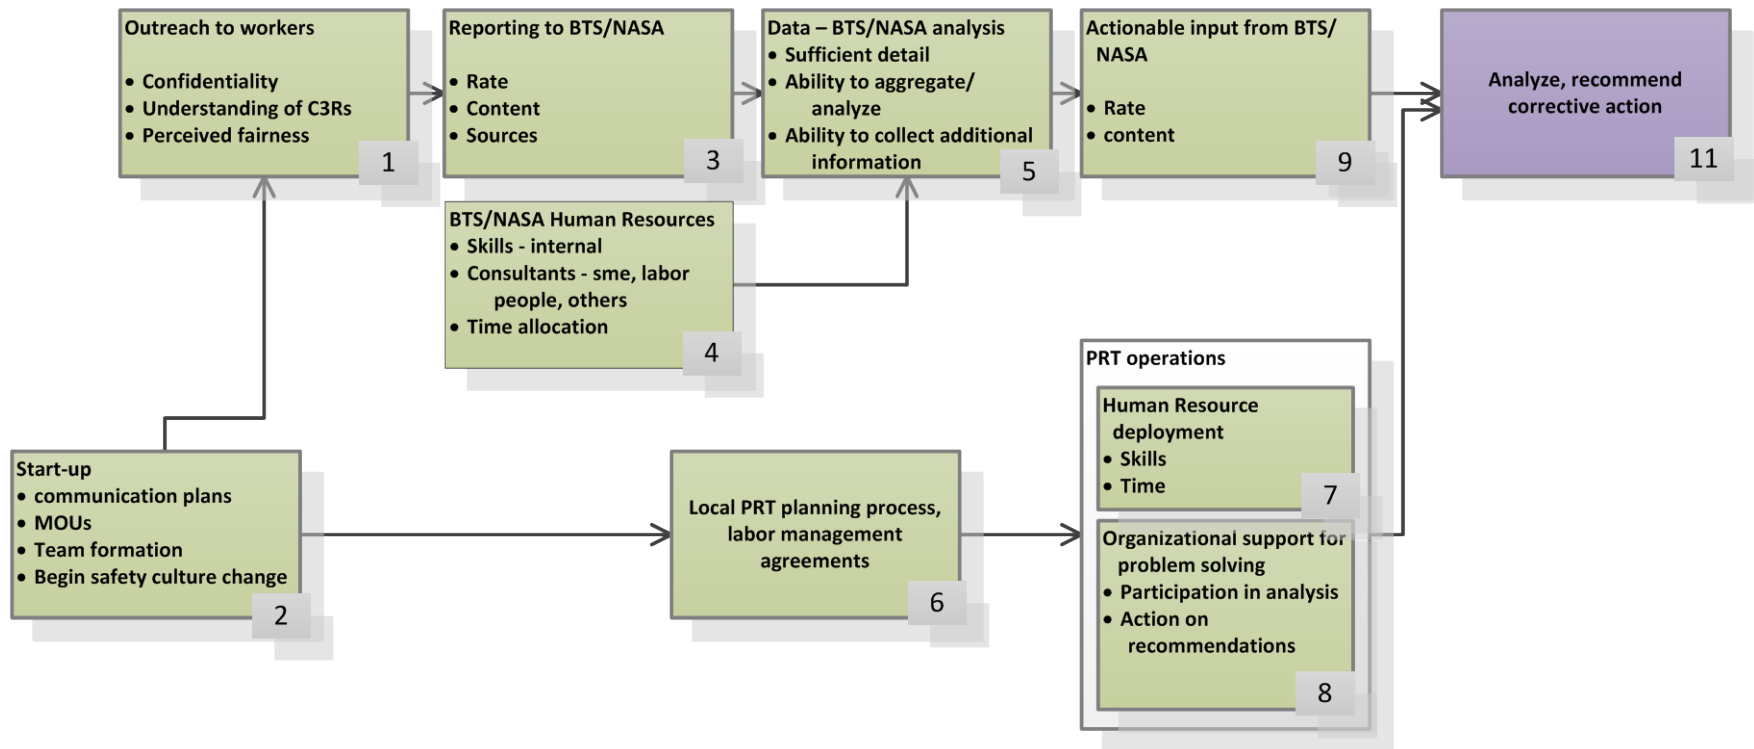 Outreach to workers
• Confidentiality
• Understanding of C3Rs
• Perceived fairness
1
Reporting to BTS/NASA
• Rate
• Content
• Sources
3
Data – BTS/NASA analysis
• Sufficient detail
• Ability to aggregate/
analyze
• Ability to collect additional
information
5
Actionable input from BTS/
NASA
• Rate
• content
9
Analyze, recommend
corrective action
11
BTS/NASA Human Resources
• Skills - internal
• Consultants - sme, labor
people, others
• Time allocation
4
Start-up
• communication plans
• MOUs
• Team formation
• Begin safety culture change
2
Local PRT planning process,
labor management
agreements
6
PRT operations
Human Resource
deployment
• Skills
• Time
7
Organizational support for
problem solving
• Participation in analysis
• Action on
recommendations
8